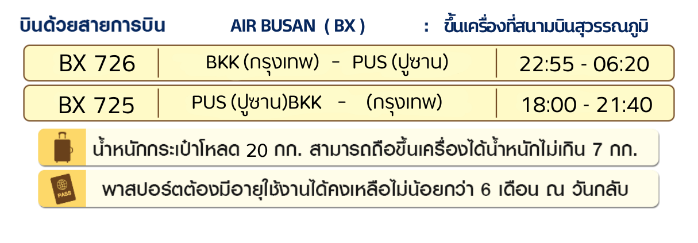 บินด้วยสายการบิน AIR BUSAN ( BX ) : ขึ้นเครื่องที่สนามบินสุวรรณภูมิ
BX 726 BKK (กรุงเทพ) - PUS (ปูซาน) 22:55 - 06:20
BX 725 PUS (ปูซาน)BKK - (กรุงเทพ) 18:00 - 21:40
น้ำหนักกระเป๋าโหลด 20 กก. สามารถถือขึ้นเครื่องได้น้ำหนักไม่เกิน 7 กก.
PASS พาสปอร์ตต้องมีอายุใช้งานได้คงเหลือไม่น้อยกว่า 6 เดือน ณ วันกลับ